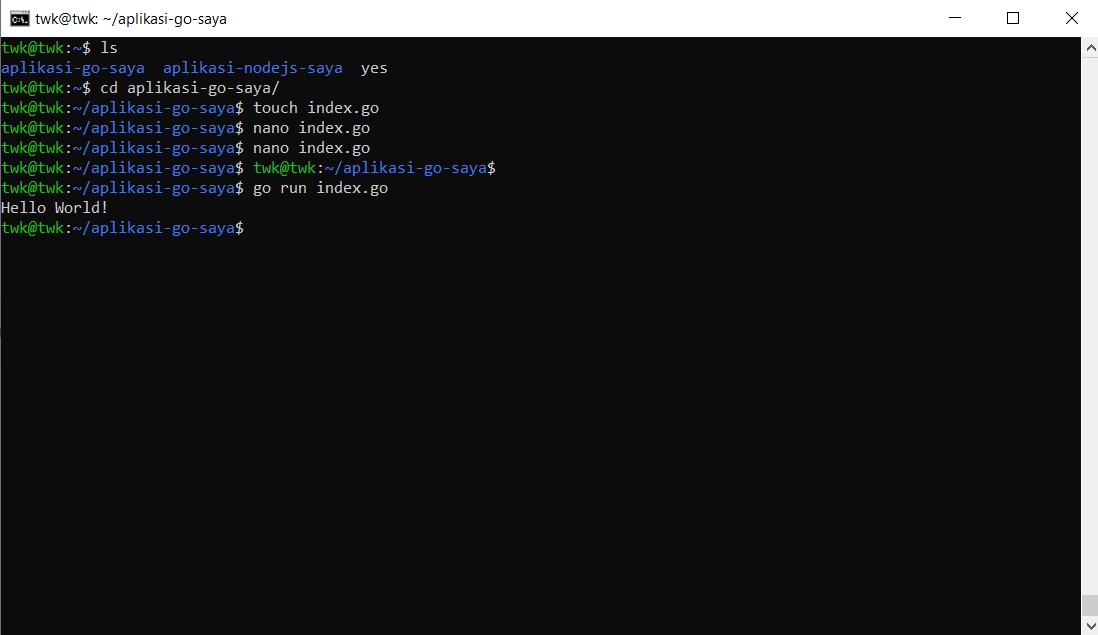 twk@twk: ~/aplikasi-go-saya
twk@twk:~$ ls
aplikasi-go-saya  aplikasi-nodejs-saya  yes
twk@twk:~$ cd aplikasi-go-saya/
twk@twk:~/aplikasi-go-saya$ touch index.go
twk@twk:~/aplikasi-go-saya$ nano index.go
twk@twk:~/aplikasi-go-saya$ nano index.go
twk@twk:~/aplikasi-go-saya$ twk@twk:~/aplikasi-go-saya$
twk@twk:~/aplikasi-go-saya$ go run index.go
Hello World!
twk@twk:~/aplikasi-go-saya$